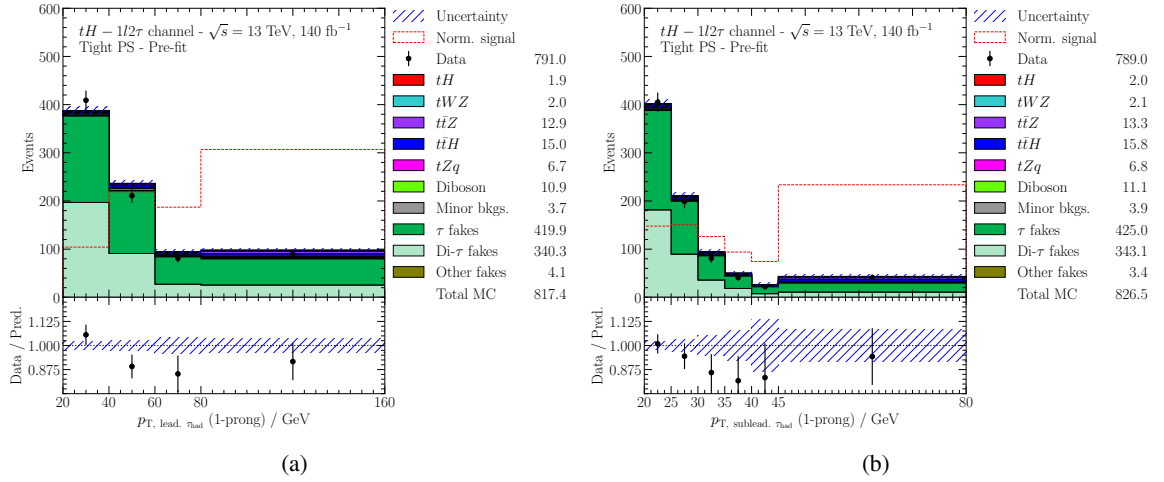 tH − 1l2τ channel - √s = 13 TeV, 140 fb⁻¹
Tight PS - Pre-fit
Events
600
500
400
300
200
100
0
Uncertainty
Norm. signal
Data 791.0
tH 1.9
tWZ 2.0
tt̄Z 12.9
tt̄H 15.0
tZq 6.7
Diboson 10.9
Minor bkgs. 3.7
τ fakes 419.9
Di-τ fakes 340.3
Other fakes 4.1
Total MC 817.4
Data / Pred.
1.125
1.000
0.875
20 40 60 80 160
p_T, lead. τ_had (1-prong) / GeV
(a)
tH − 1l2τ channel - √s = 13 TeV, 140 fb⁻¹
Tight PS - Pre-fit
Events
600
500
400
300
200
100
0
Uncertainty
Norm. signal
Data 789.0
tH 2.0
tWZ 2.1
tt̄Z 13.3
tt̄H 15.8
tZq 6.8
Diboson 11.1
Minor bkgs. 3.9
τ fakes 425.0
Di-τ fakes 343.1
Other fakes 3.4
Total MC 826.5
Data / Pred.
1.125
1.000
0.875
20 25 30 35 40 45 80
p_T, sublead. τ_had (1-prong) / GeV
(b)